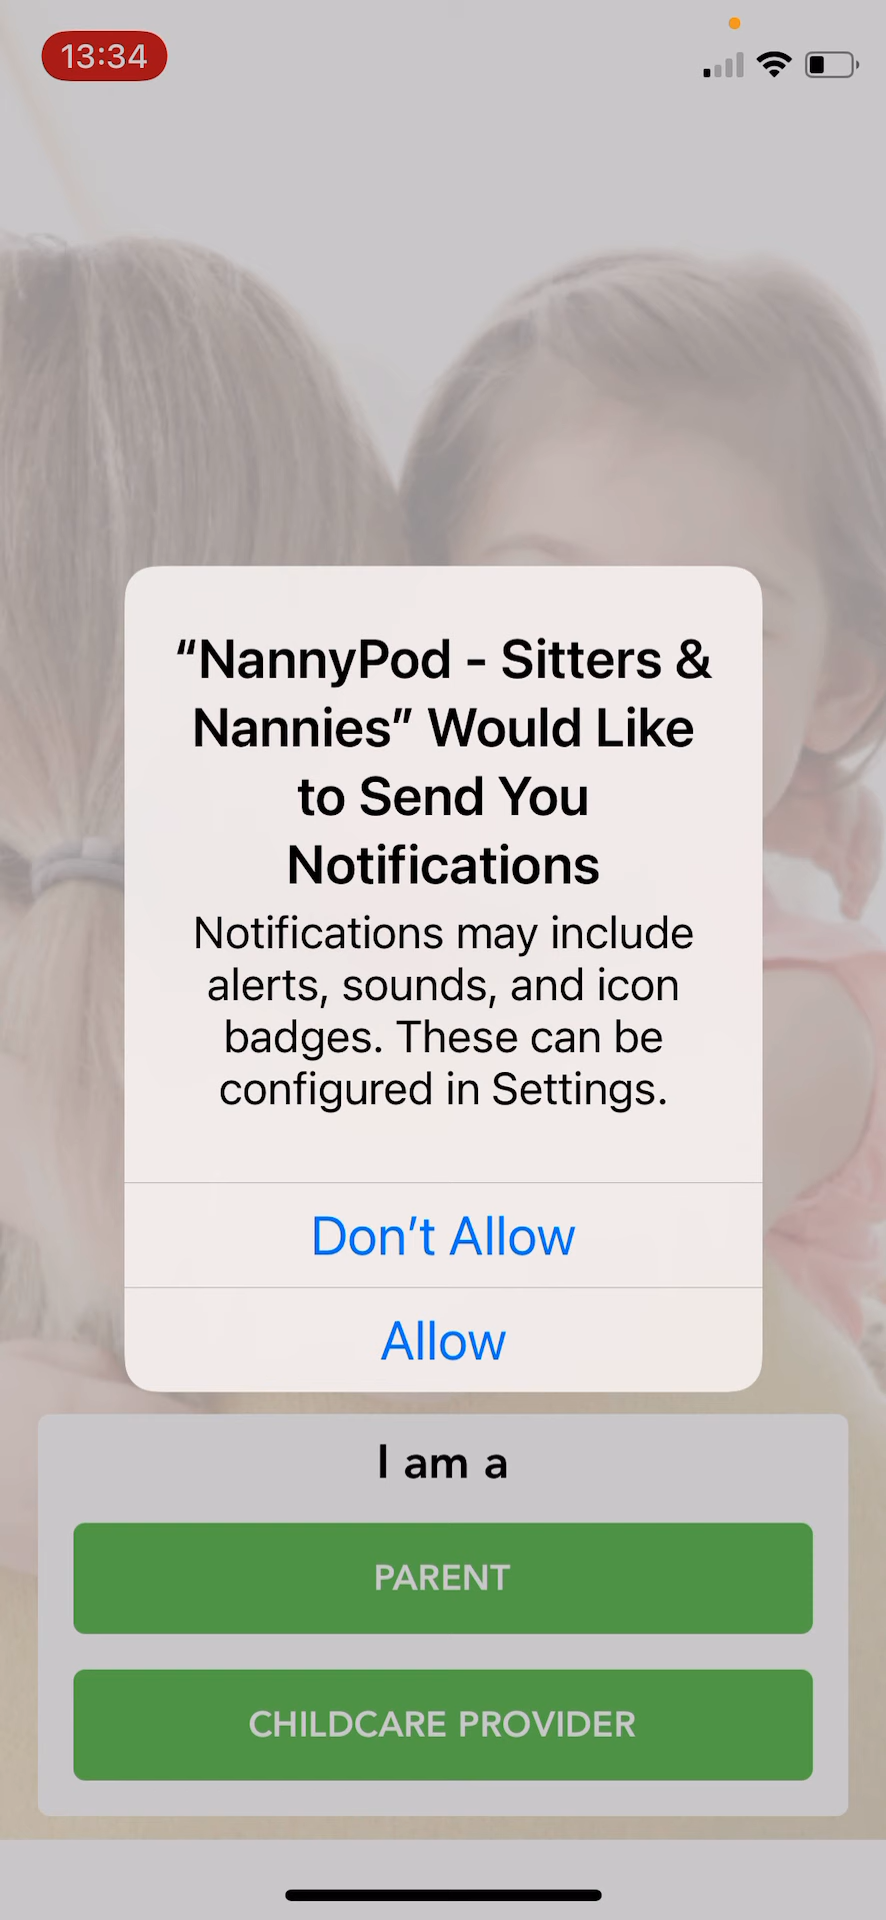 13:34
“NannyPod - Sitters &
Nannies” Would Like
to Send You
Notifications
Notifications may include
alerts, sounds, and icon
badges. These can be
configured in Settings.
Don’t Allow
Allow
I am a
PARENT
CHILDCARE PROVIDER